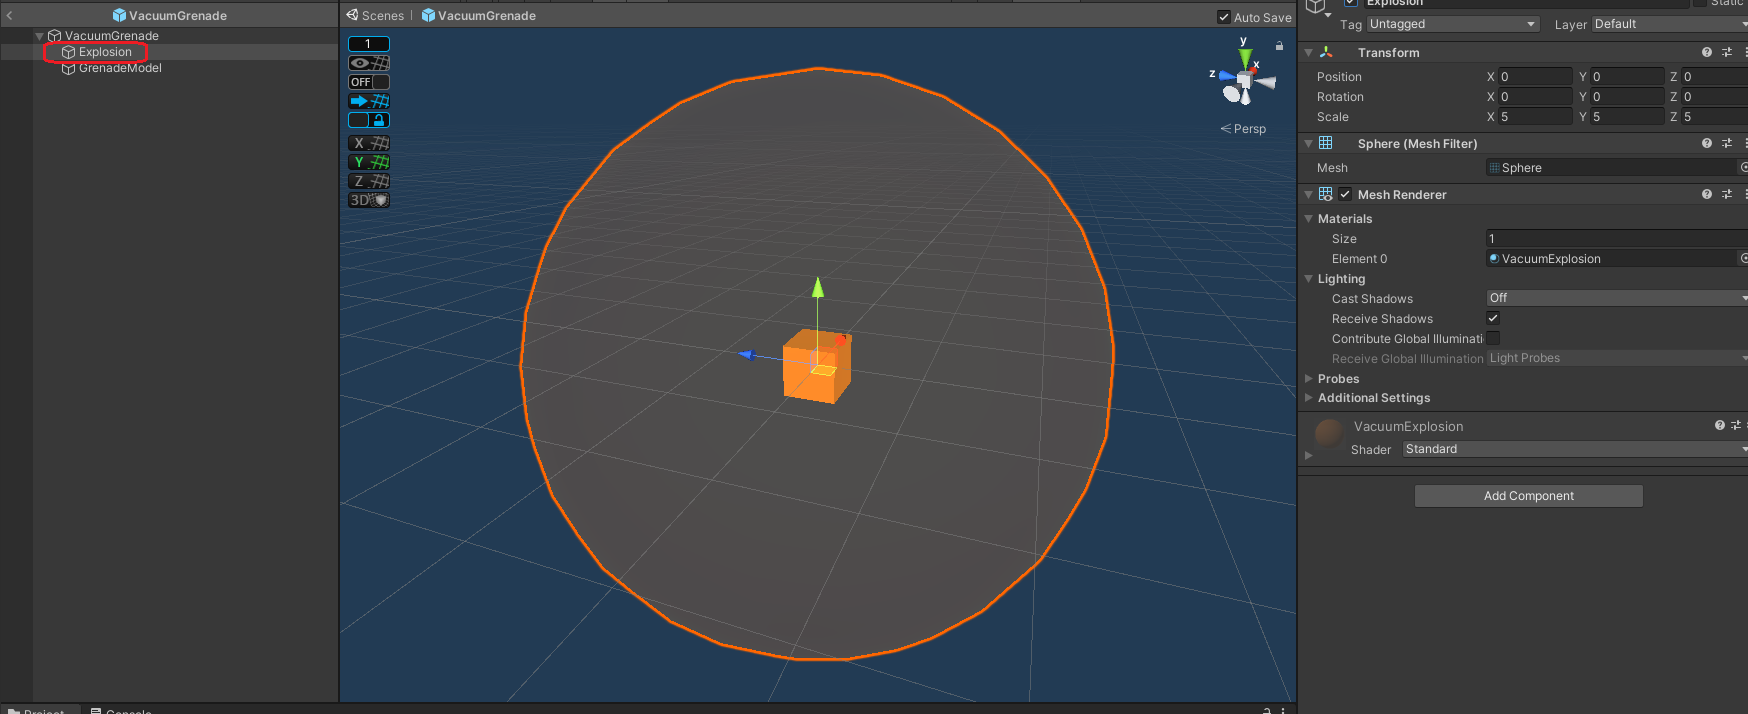 VacuumGrenade
VacuumGrenade
Explosion
GrenadeModel
Scenes | VacuumGrenade
Auto Save
1
OFF
X
Y
Z
3D
y
x
z
Persp
Explosion
Static
Tag Untagged Layer Default
Transform
Position X 0 Y 0 Z 0
Rotation X 0 Y 0 Z 0
Scale X 5 Y 5 Z 5
Sphere (Mesh Filter)
Mesh Sphere
Mesh Renderer
Materials
Size 1
Element 0 VacuumExplosion
Lighting
Cast Shadows Off
Receive Shadows
Contribute Global Illuminati
Receive Global Illumination Light Probes
Probes
Additional Settings
VacuumExplosion
Shader Standard
Add Component
Project
Console